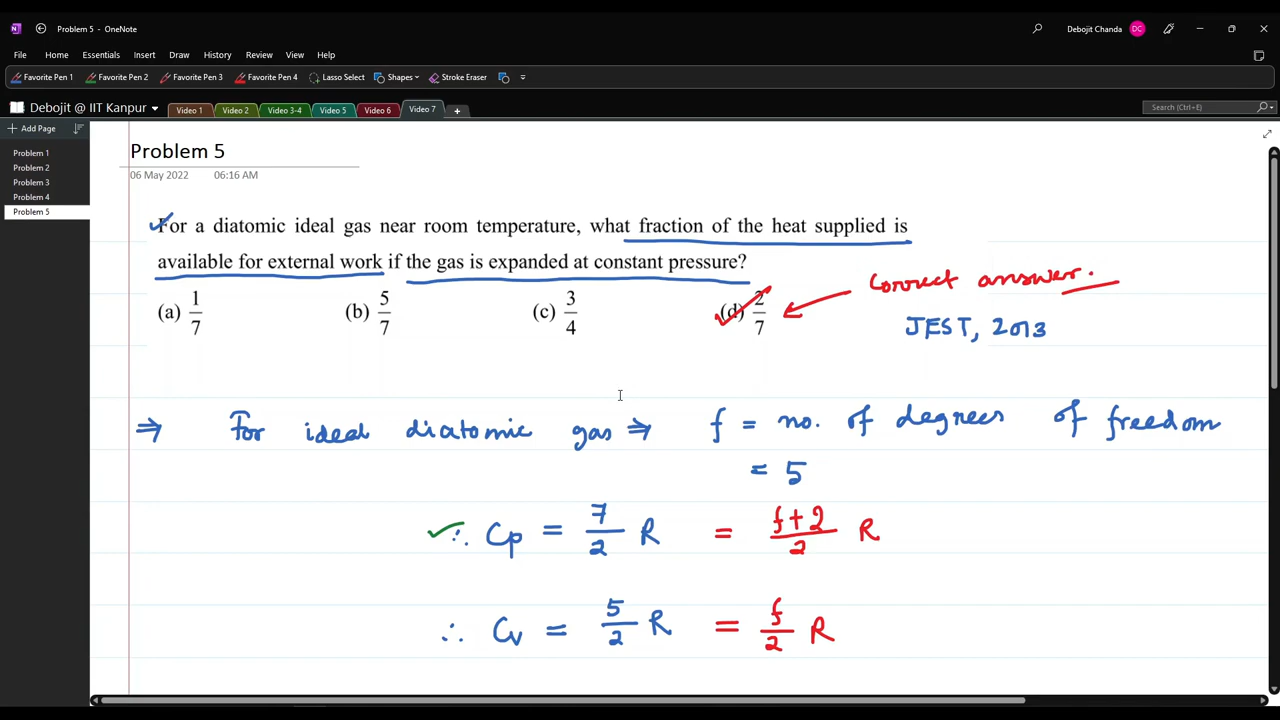 Problem 5 - OneNote
Debojit Chanda DC
File Home Essentials Insert Draw History Review View Help
Favorite Pen 1 Favorite Pen 2 Favorite Pen 3 Favorite Pen 4 Lasso Select Shapes Stroke Eraser
Debojit @ IIT Kanpur Video 1 Video 2 Video 3-4 Video 5 Video 6 Video 7 + Search (Ctrl+E)
+ Add Page
Problem 1
Problem 2
Problem 3
Problem 4
Problem 5
Problem 5
06 May 2022 06:16 AM
For a diatomic ideal gas near room temperature, what fraction of the heat supplied is
available for external work if the gas is expanded at constant pressure?
(a) 1/7 (b) 5/7 (c) 3/4 (d) 2/7
Correct answer.
JEST, 2013
⇒ For ideal diatomic gas ⇒ f = no. of degrees of freedom
= 5
∴ Cp = 7/2 R = f+2/2 R
∴ Cv = 5/2 R = f/2 R